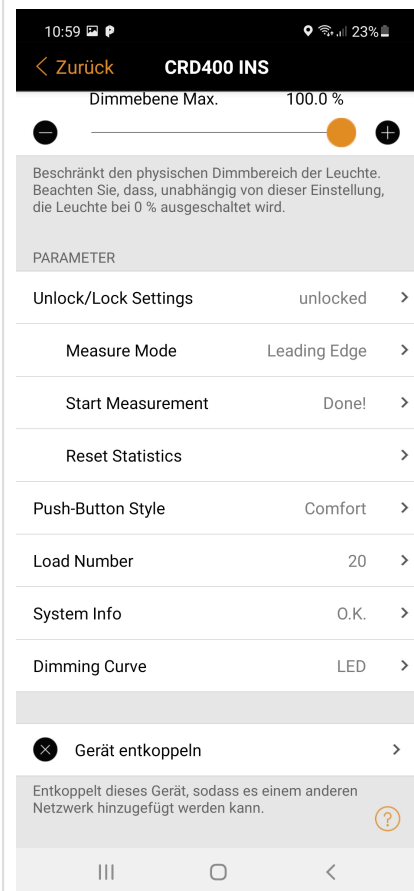 10:59 23%
Zurück CRD400 INS
Dimmebene Max. 100.0 %
Beschränkt den physischen Dimmbereich der Leuchte.
Beachten Sie, dass, unabhängig von dieser Einstellung,
die Leuchte bei 0 % ausgeschaltet wird.
PARAMETER
Unlock/Lock Settings unlocked
Measure Mode Leading Edge
Start Measurement Done!
Reset Statistics
Push-Button Style Comfort
Load Number 20
System Info O.K.
Dimming Curve LED
Gerät entkoppeln
Entkoppelt dieses Gerät, sodass es einem anderen
Netzwerk hinzugefügt werden kann.
?